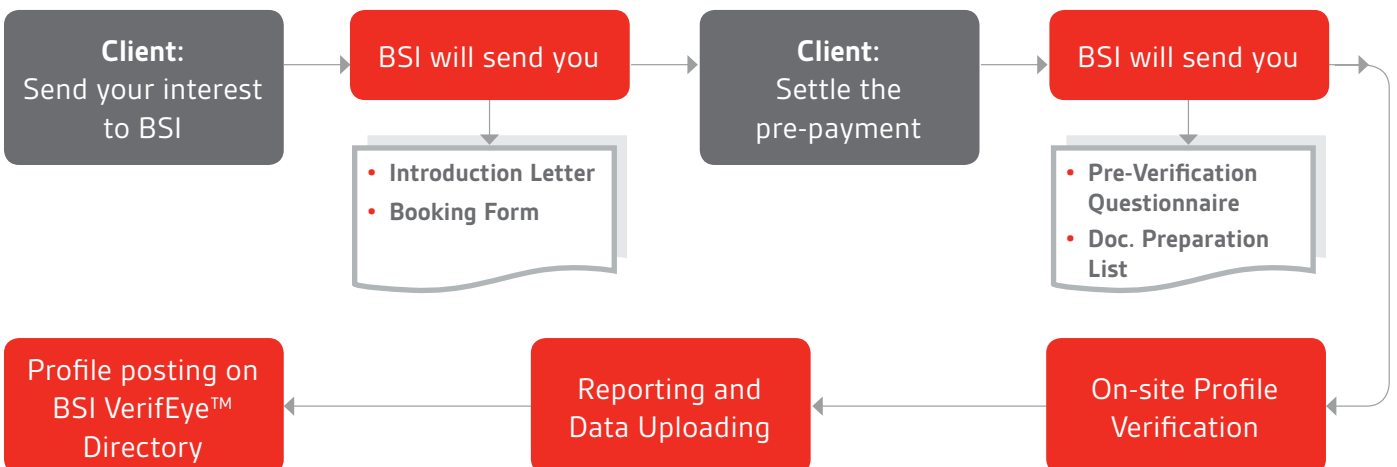 Client:
Send your interest
to BSI
BSI will send you
• Introduction Letter
• Booking Form
Client:
Settle the
pre-payment
BSI will send you
• Pre-Verification
Questionnaire
• Doc. Preparation
List
On-site Profile
Verification
Reporting and
Data Uploading
Profile posting on
BSI VerifEye™
Directory